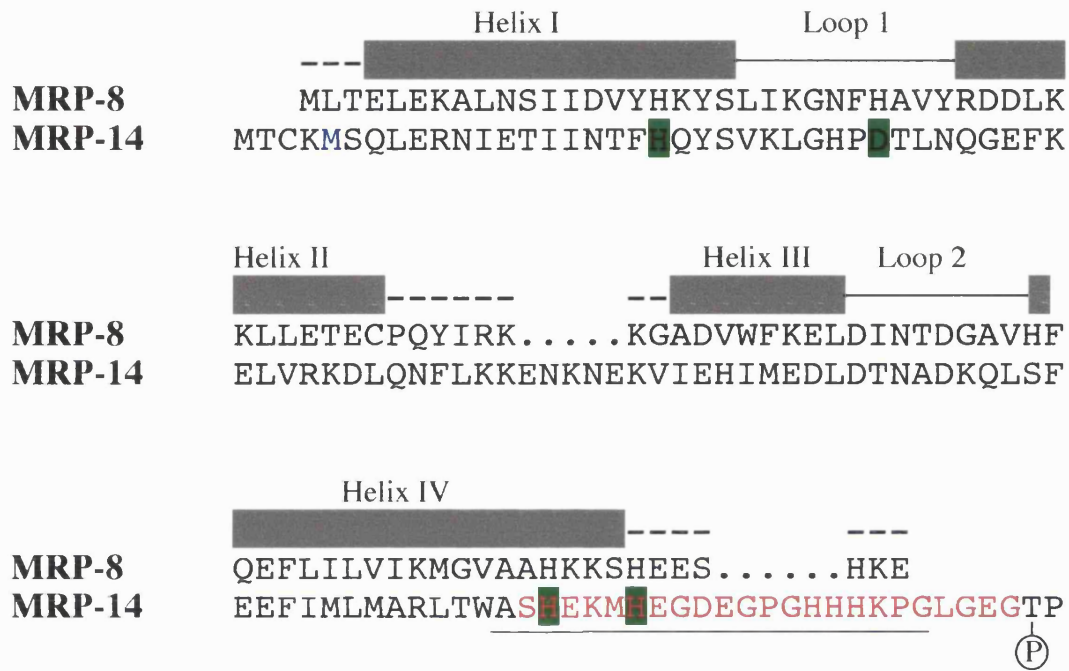 Helix I Loop 1
MRP-8 MLTELEKALNSIIDVYHKYSLIKGNFHAVYRDDLK
MRP-14 MTCKMSQLERNIETIINTFHQYSVKLGHPDTLNQGEFK
Helix II Helix III Loop 2
MRP-8 KLLETECPQYIRK.....KGADVWFKELDINTDGAVHF
MRP-14 ELVRKDLQNFLKKENKNEKVIEHIMEDLDTNADKQLSF
Helix IV
MRP-8 QEFLILVIKMGVAAHKKSHEES......HKE
MRP-14 EEFIMLMARLTWASHEKMHEGDEGPGHHHKPGLGEGTP
P